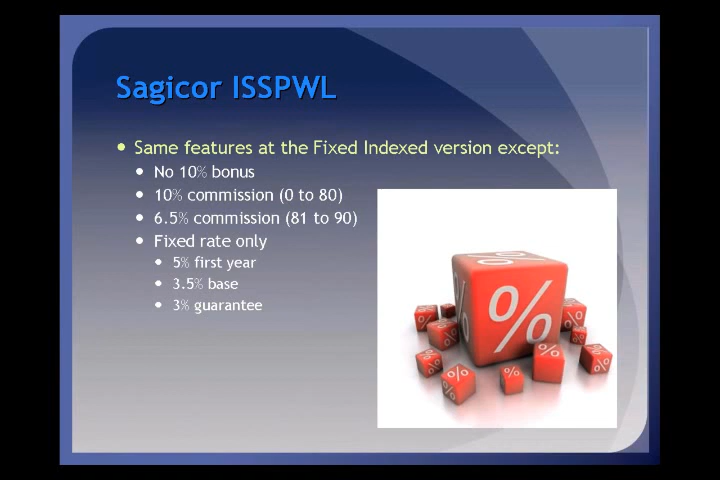 Sagicor ISSPWL
Same features at the Fixed Indexed version except:
No 10% bonus
10% commission (0 to 80)
6.5% commission (81 to 90)
Fixed rate only
5% first year
3.5% base
3% guarantee